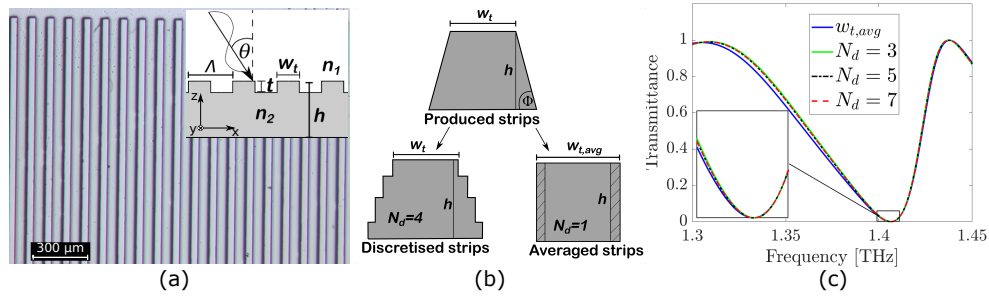 θ
Λ
w_t
n_1
t
z
n_2
h
y
x
300 μm
(a)
w_t
h
Φ
Produced strips
w_t
w_{t,avg}
h
h
N_d=4
N_d=1
Discretised strips
Averaged strips
(b)
w_{t,avg}
N_d = 3
N_d = 5
N_d = 7
Transmittance
1
0.8
0.6
0.4
0.2
0
1.3
1.35
1.4
1.45
Frequency [THz]
(c)